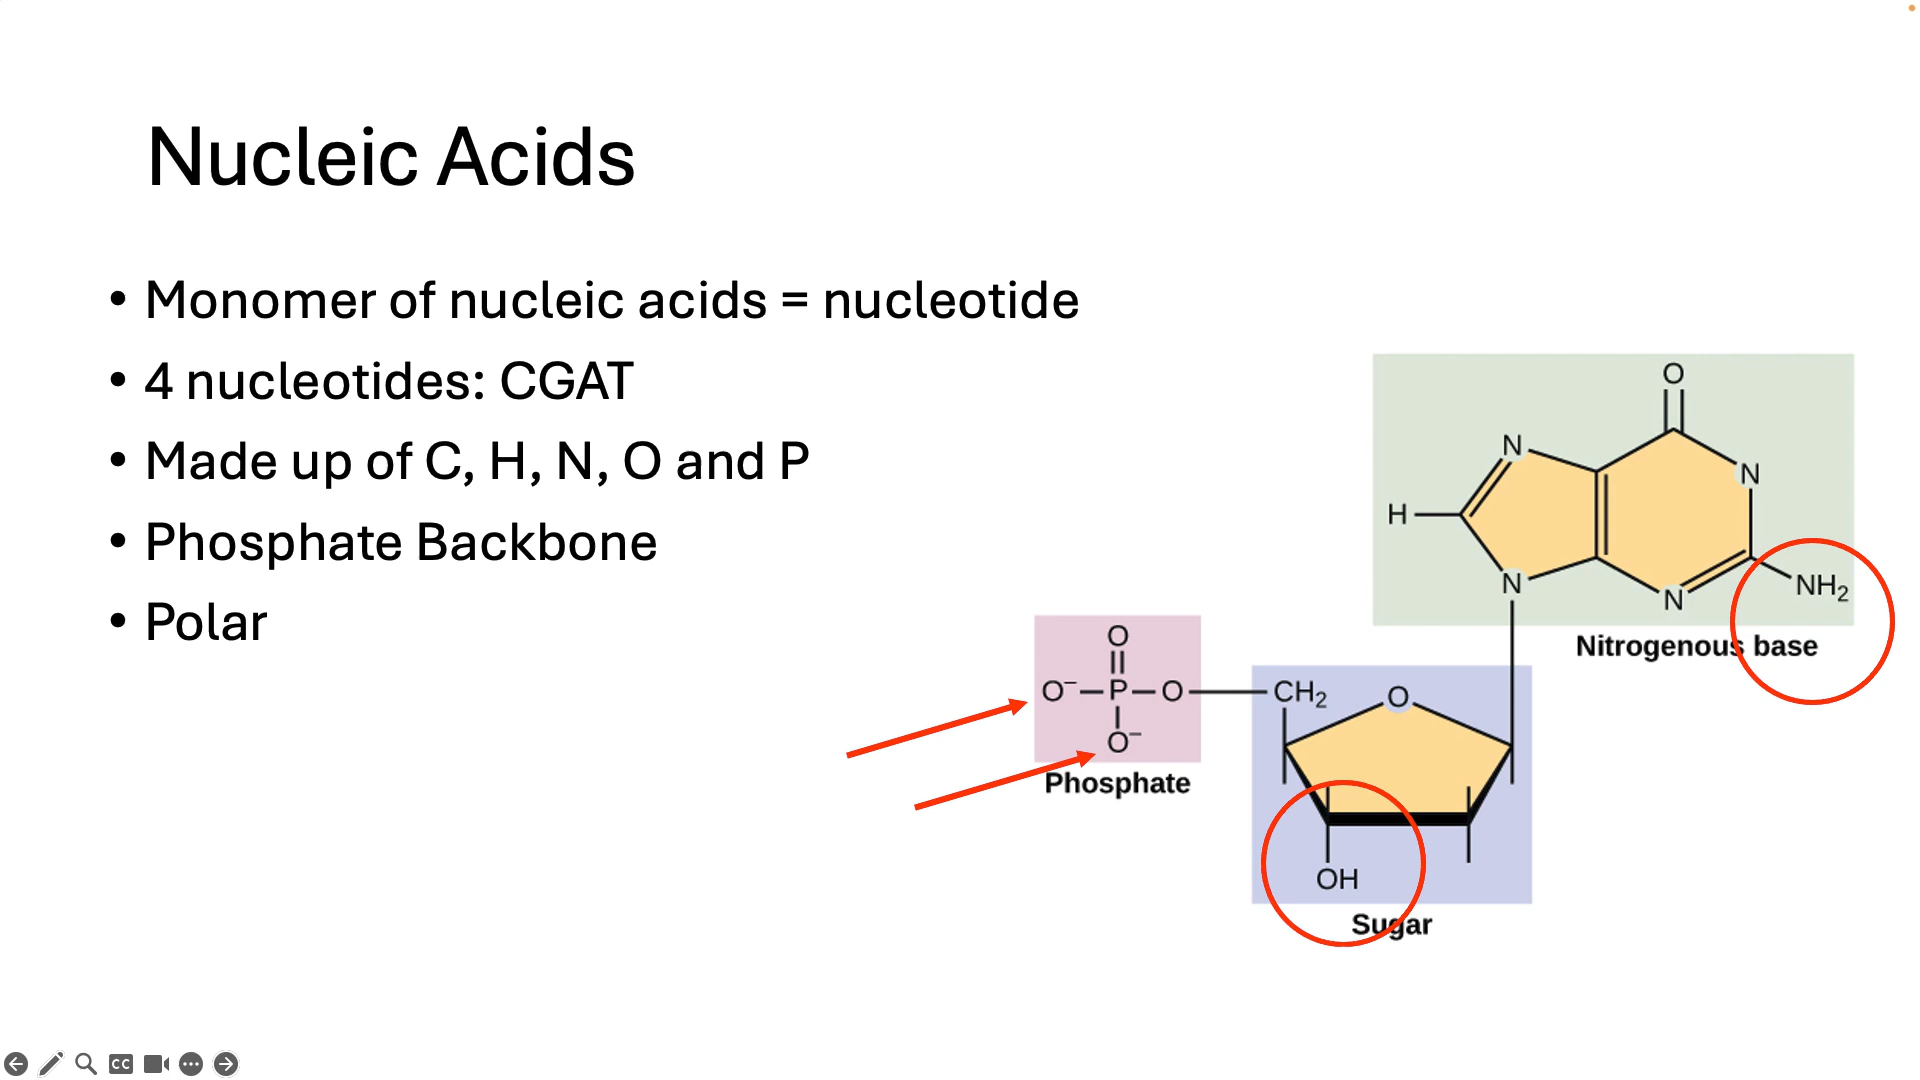 Nucleic Acids
• Monomer of nucleic acids = nucleotide
• 4 nucleotides: CGAT
• Made up of C, H, N, O and P
• Phosphate Backbone
• Polar
O
N
N
H
N
N
NH₂
Nitrogenous base
O
O⁻ P O
O⁻
Phosphate
CH₂
O
OH
Sugar
CC